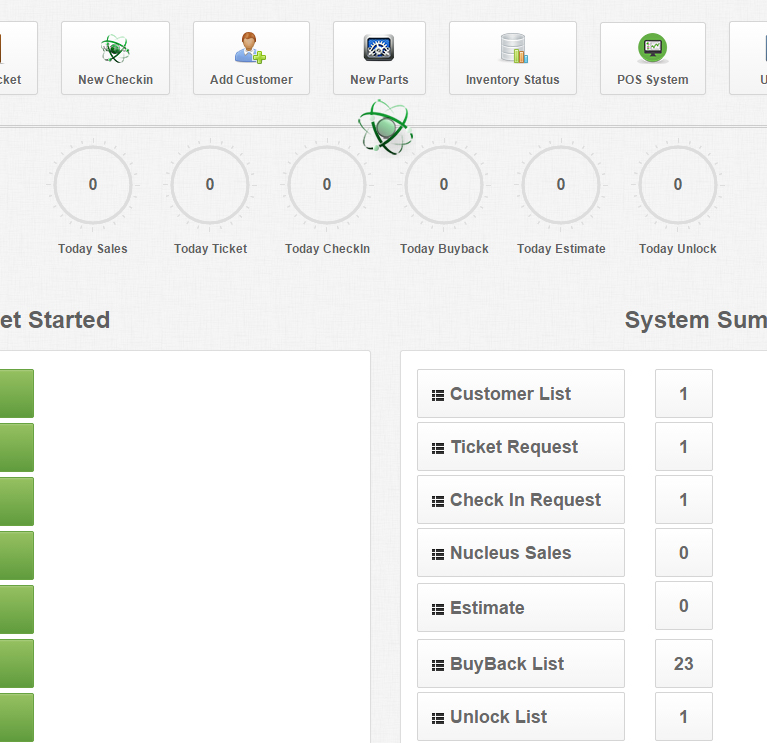 cket
New Checkin
Add Customer
New Parts
Inventory Status
POS System
U
0
0
0
0
0
0
Today Sales
Today Ticket
Today CheckIn
Today Buyback
Today Estimate
Today Unlock
et Started
System Sum
Customer List 1
Ticket Request 1
Check In Request 1
Nucleus Sales 0
Estimate 0
BuyBack List 23
Unlock List 1